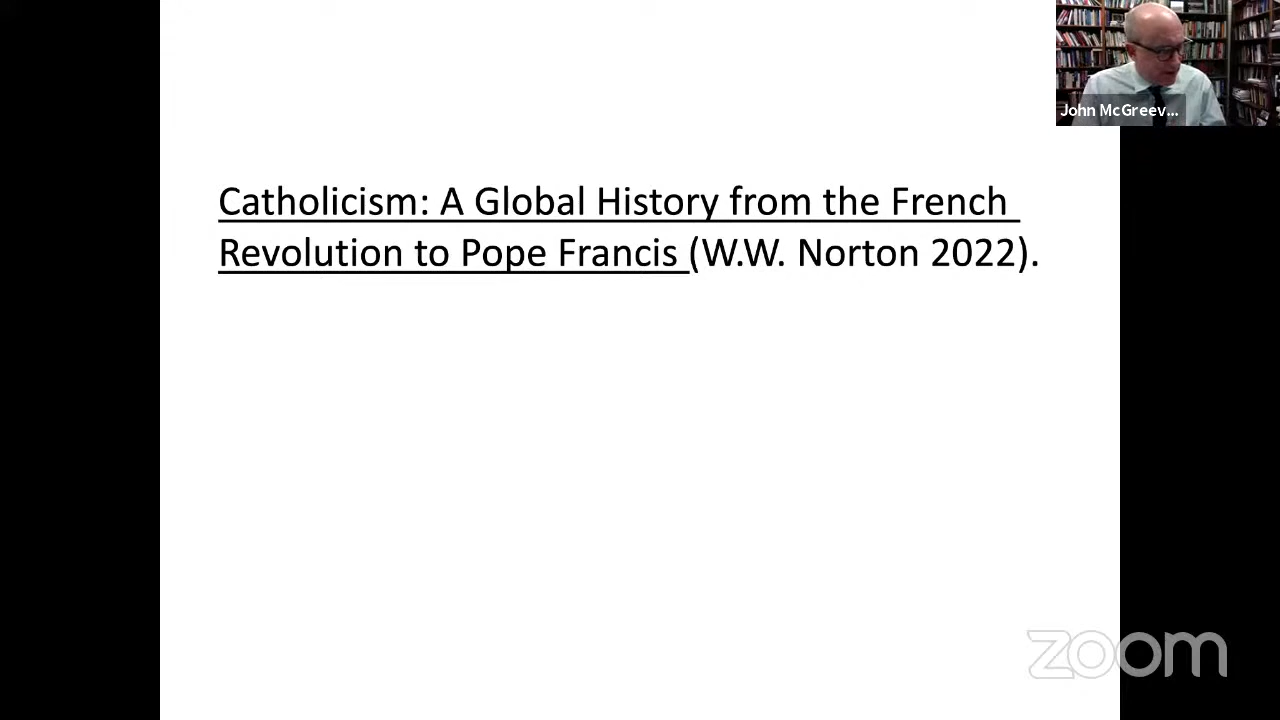 John McGreev...
Catholicism: A Global History from the French
Revolution to Pope Francis (W.W. Norton 2022).
zoom